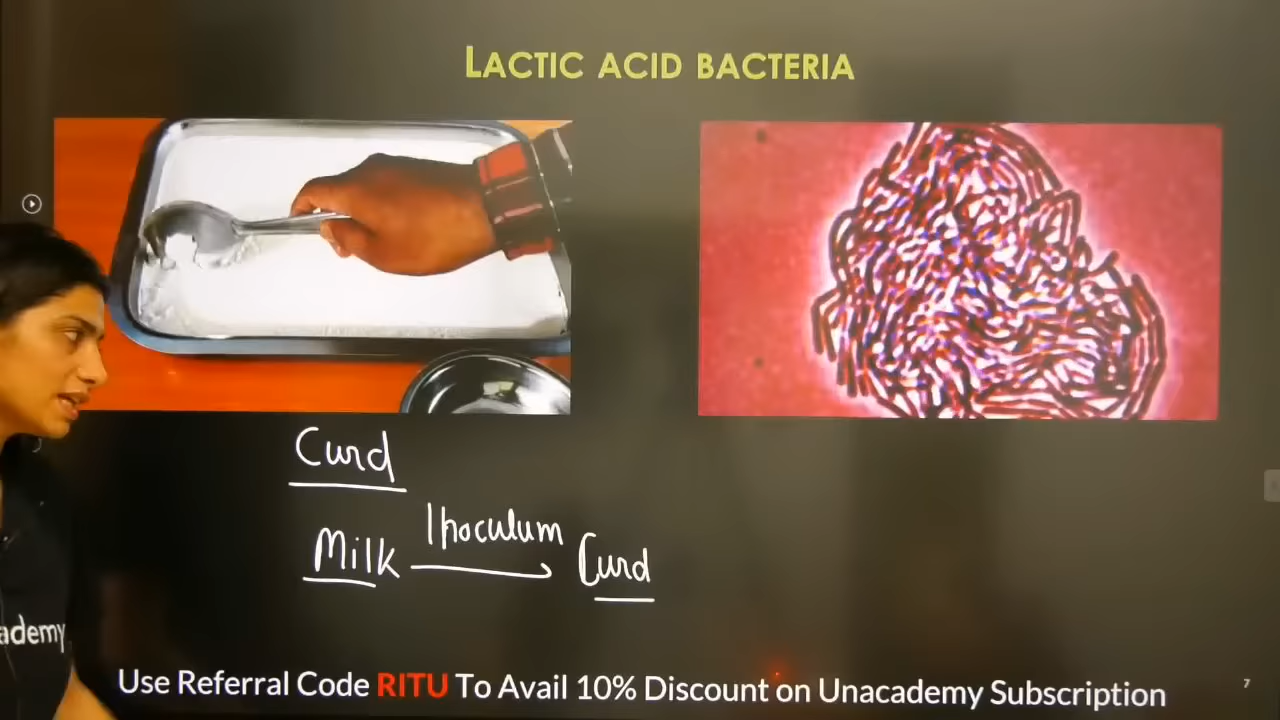 LACTIC ACID BACTERIA
Curd
Milk Inoculum Curd
ademy
Use Referral Code RITU To Avail 10% Discount on Unacademy Subscription
7